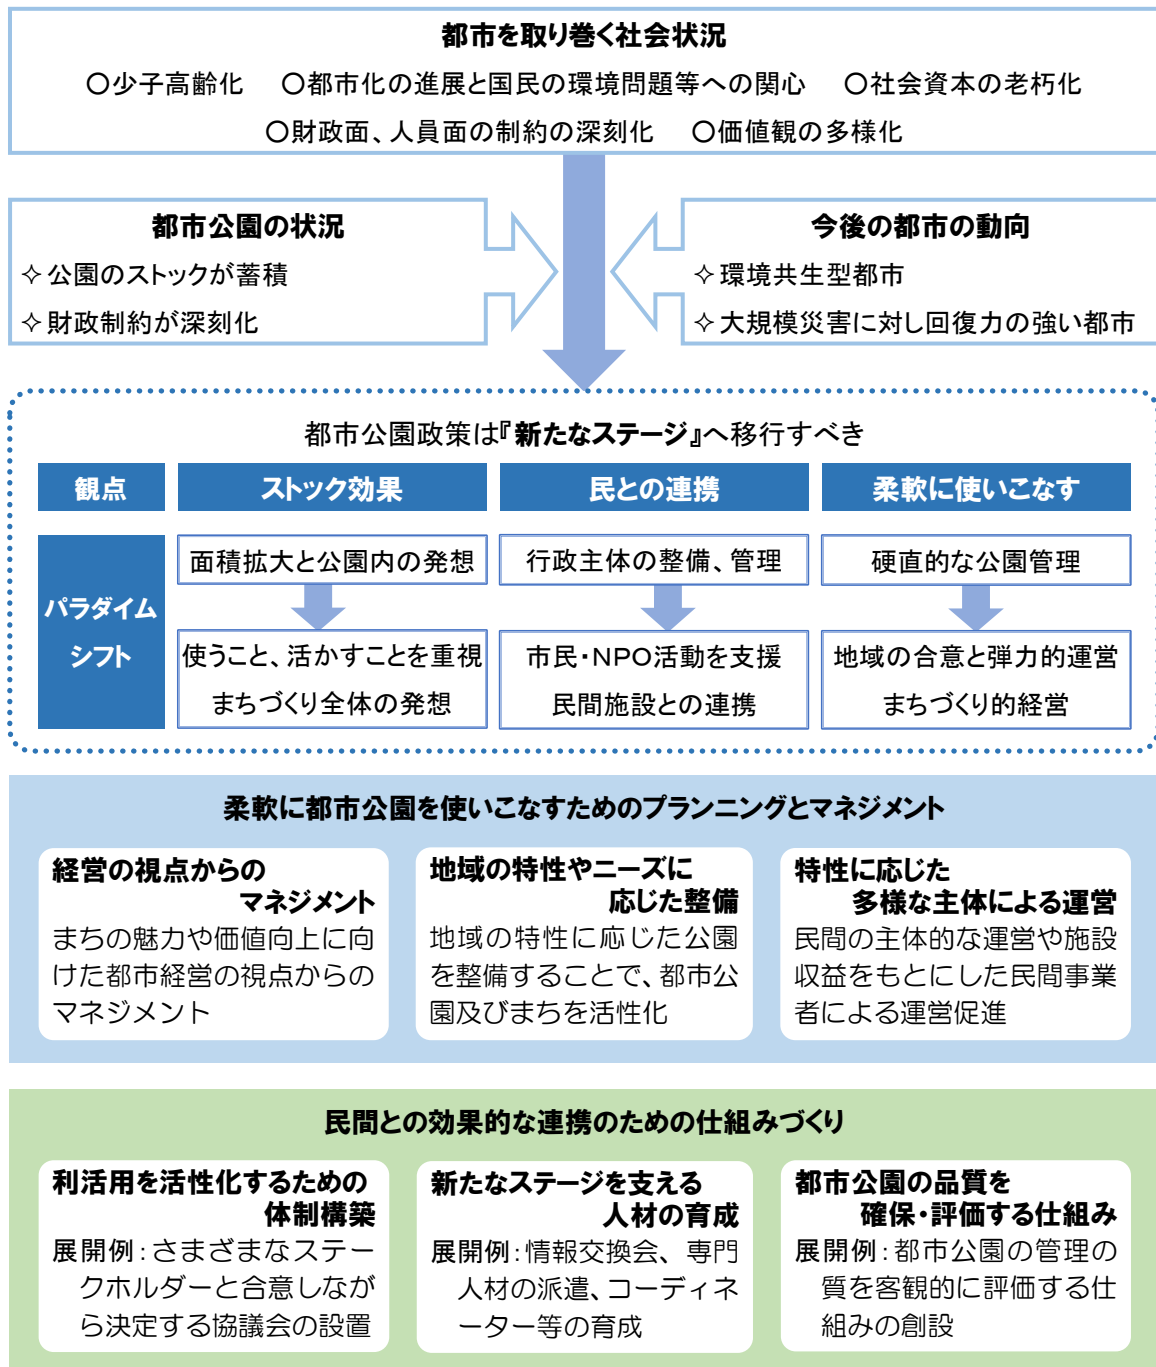 都市を取り巻く社会状況
〇少子高齢化 〇都市化の進展と国民の環境問題等への関心 〇社会資本の老朽化
〇財政面、人員面の制約の深刻化 〇価値観の多様化
都市公園の状況
✧公園のストックが蓄積
✧財政制約が深刻化
今後の都市の動向
✧環境共生型都市
✧大規模災害に対し回復力の強い都市
都市公園政策は『新たなステージ』へ移行すべき
観点
ストック効果
民との連携
柔軟に使いこなす
パラダイム
シフト
面積拡大と公園内の発想
使うこと、活かすことを重視
まちづくり全体の発想
行政主体の整備、管理
市民・NPO活動を支援
民間施設との連携
硬直的な公園管理
地域の合意と弾力的運営
まちづくり的経営
柔軟に都市公園を使いこなすためのプランニングとマネジメント
経営の視点からの
マネジメント
まちの魅力や価値向上に向
けた都市経営の視点からの
マネジメント
地域の特性やニーズに
応じた整備
地域の特性に応じた公園
を整備することで、都市公
園及びまちを活性化
特性に応じた
多様な主体による運営
民間の主体的な運営や施設
収益をもとにした民間事業
者による運営促進
民間との効果的な連携のための仕組みづくり
利活用を活性化するための
体制構築
展開例：さまざまなステー
クホルダーと合意しなが
ら決定する協議会の設置
新たなステージを支える
人材の育成
展開例：情報交換会、専門
人材の派遣、コーディネ
ーター等の育成
都市公園の品質を
確保・評価する仕組み
展開例：都市公園の管理の
質を客観的に評価する仕
組みの創設